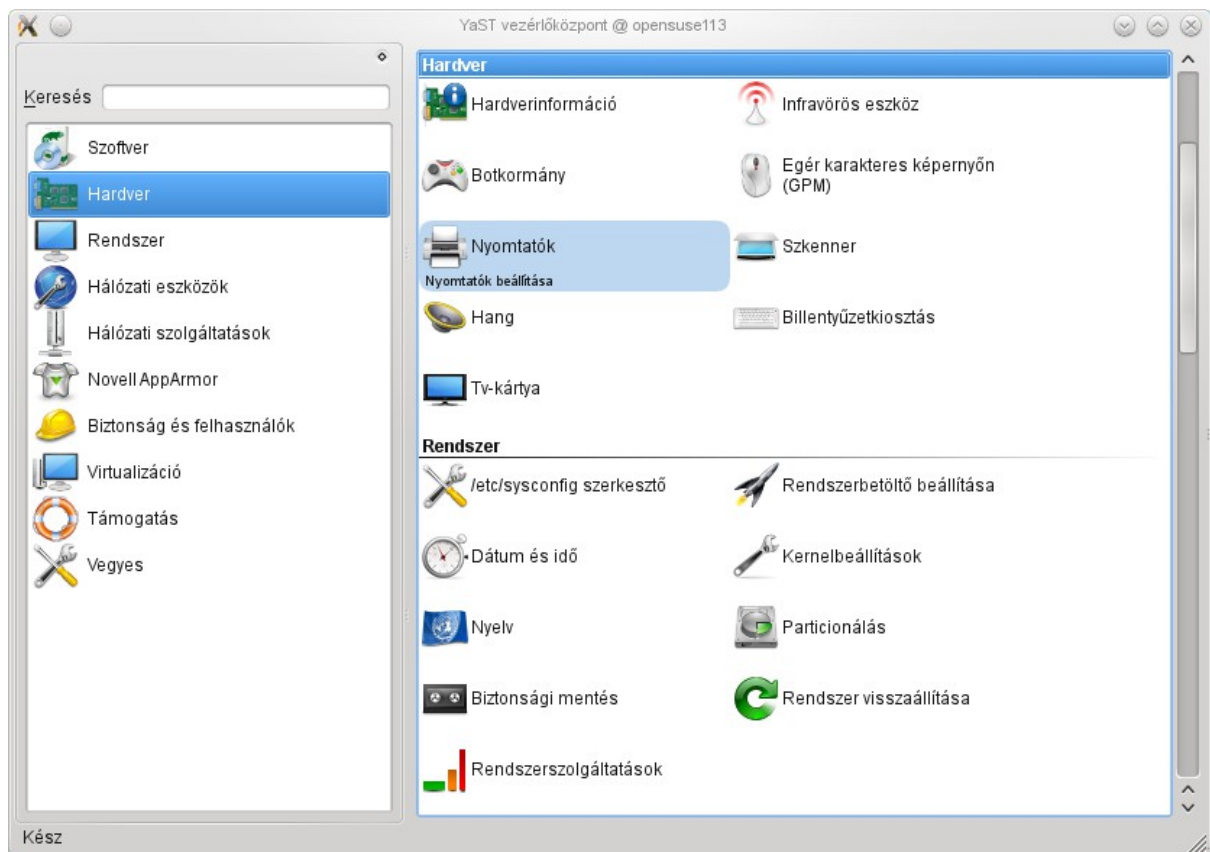 YaST vezérlőközpont @ opensuse113
Keresés
Szoftver
Hardver
Rendszer
Hálózati eszközök
Hálózati szolgáltatások
Novell AppArmor
Biztonság és felhasználók
Virtualizáció
Támogatás
Vegyes
Hardver
Hardverinformáció
Infravörös eszköz
Botkormány
Egér karakteres képernyőn
(GPM)
Nyomtatók
Nyomtatók beállítása
Szkenner
Hang
Billentyűzetkiosztás
Tv-kártya
Rendszer
/etc/sysconfig szerkesztő
Rendszerbetöltő beállítása
Dátum és idő
Kernelbeállítások
Nyelv
Particionálás
Biztonsági mentés
Rendszer visszaállítása
Rendszerszolgáltatások
Kész